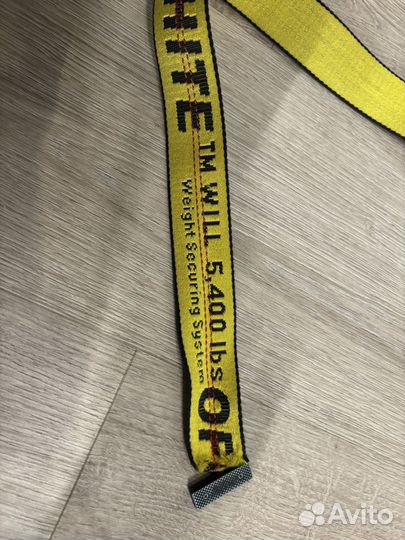 HITE
TM WILL 5,400 lbs
Weight Securing System
OF
Avito